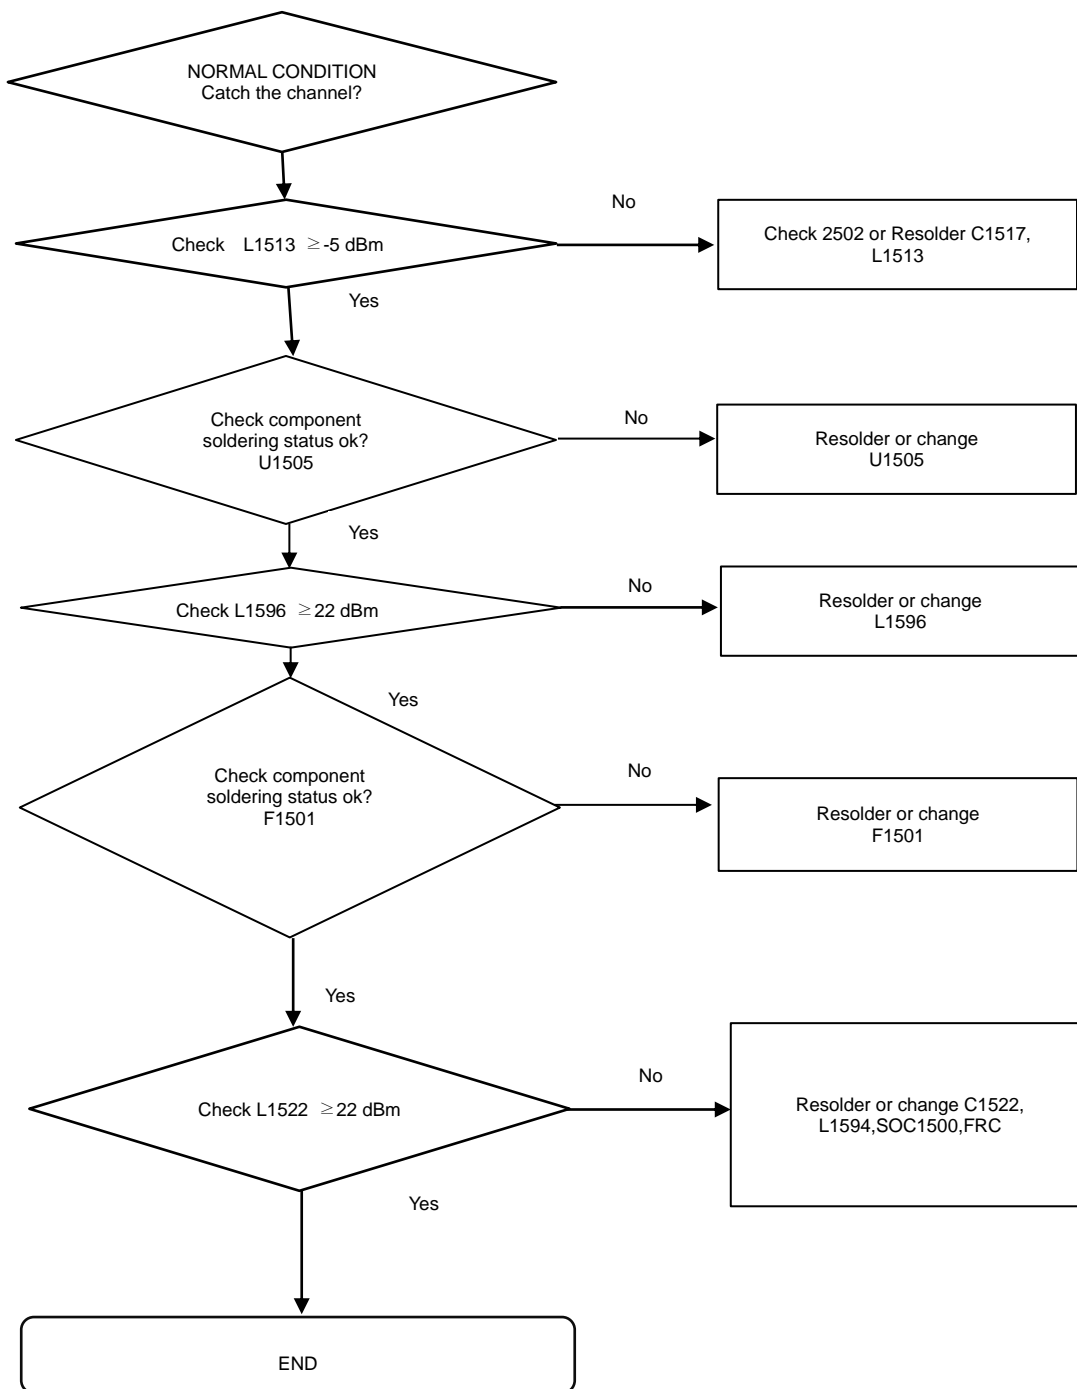 NORMAL CONDITION
Catch the channel?
No
Check L1513 ≥-5 dBm
Check 2502 or Resolder C1517,
L1513
Yes
Check component
soldering status ok?
U1505
No
Resolder or change
U1505
Yes
Check L1596 ≥22 dBm
No
Resolder or change
L1596
Yes
Check component
soldering status ok?
F1501
No
Resolder or change
F1501
Yes
Check L1522 ≥22 dBm
No
Resolder or change C1522,
L1594,SOC1500,FRC
Yes
END